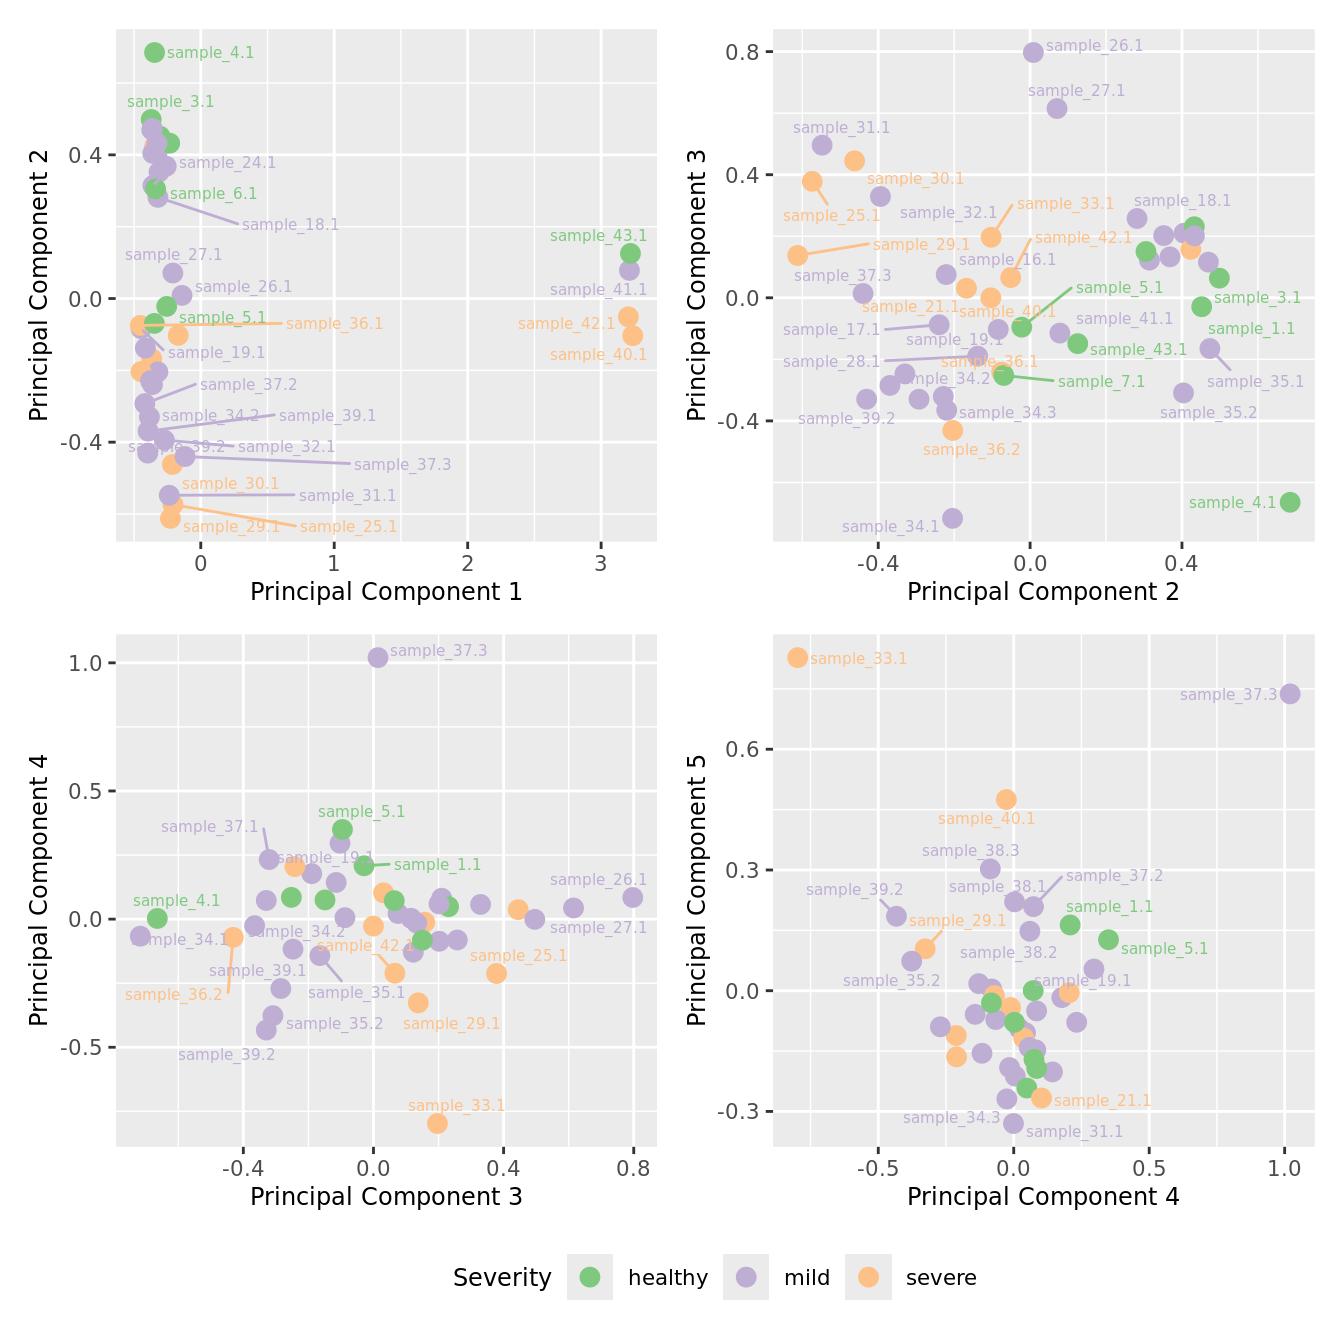 sample_4.1
sample_3.1
sample_24.1
sample_6.1
sample_18.1
sample_27.1
sample_26.1
sample_5.1
sample_36.1
sample_19.1
sample_37.2
sample_34.2
sample_39.1
sample_39.2
sample_32.1
sample_37.3
sample_30.1
sample_31.1
sample_29.1
sample_25.1
sample_43.1
sample_41.1
sample_42.1
sample_40.1
0.4
0.0
-0.4
0
1
2
3
Principal Component 1
Principal Component 2
sample_26.1
sample_27.1
sample_31.1
sample_30.1
sample_25.1
sample_32.1
sample_33.1
sample_18.1
sample_29.1
sample_42.1
sample_16.1
sample_37.3
sample_5.1
sample_3.1
sample_21.1
sample_40.1
sample_41.1
sample_1.1
sample_17.1
sample_19.1
sample_43.1
sample_28.1
sample_36.1
sample_34.2
sample_7.1
sample_35.1
sample_39.2
sample_34.3
sample_35.2
sample_36.2
sample_4.1
sample_34.1
0.8
0.4
0.0
-0.4
-0.4
0.0
0.4
Principal Component 2
Principal Component 3
sample_37.3
sample_5.1
sample_37.1
sample_19.1
sample_1.1
sample_26.1
sample_4.1
sample_27.1
sample_34.1
sample_34.2
sample_42.1
sample_25.1
sample_39.1
sample_36.2
sample_35.1
sample_35.2
sample_29.1
sample_39.2
sample_33.1
1.0
0.5
0.0
-0.5
-0.4
0.0
0.4
0.8
Principal Component 3
Principal Component 4
sample_33.1
sample_37.3
sample_40.1
sample_38.3
sample_39.2
sample_38.1
sample_37.2
sample_29.1
sample_1.1
sample_38.2
sample_5.1
sample_35.2
sample_19.1
sample_21.1
sample_34.3
sample_31.1
0.6
0.3
0.0
-0.3
-0.5
0.0
0.5
1.0
Principal Component 4
Principal Component 5
Severity
healthy
mild
severe